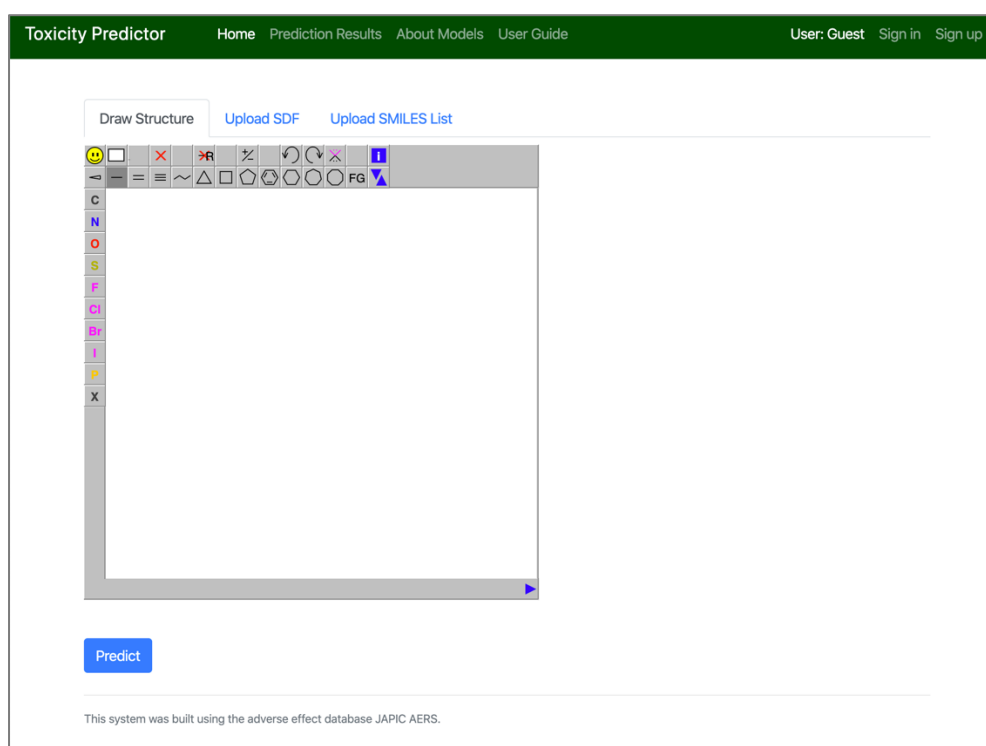 Toxicity Predictor Home Prediction Results About Models User Guide User: Guest Sign in Sign up
Draw Structure Upload SDF Upload SMILES List
R i
FG
C
N
O
S
F
Cl
Br
I
P
X
Predict
This system was built using the adverse effect database JAPIC AERS.